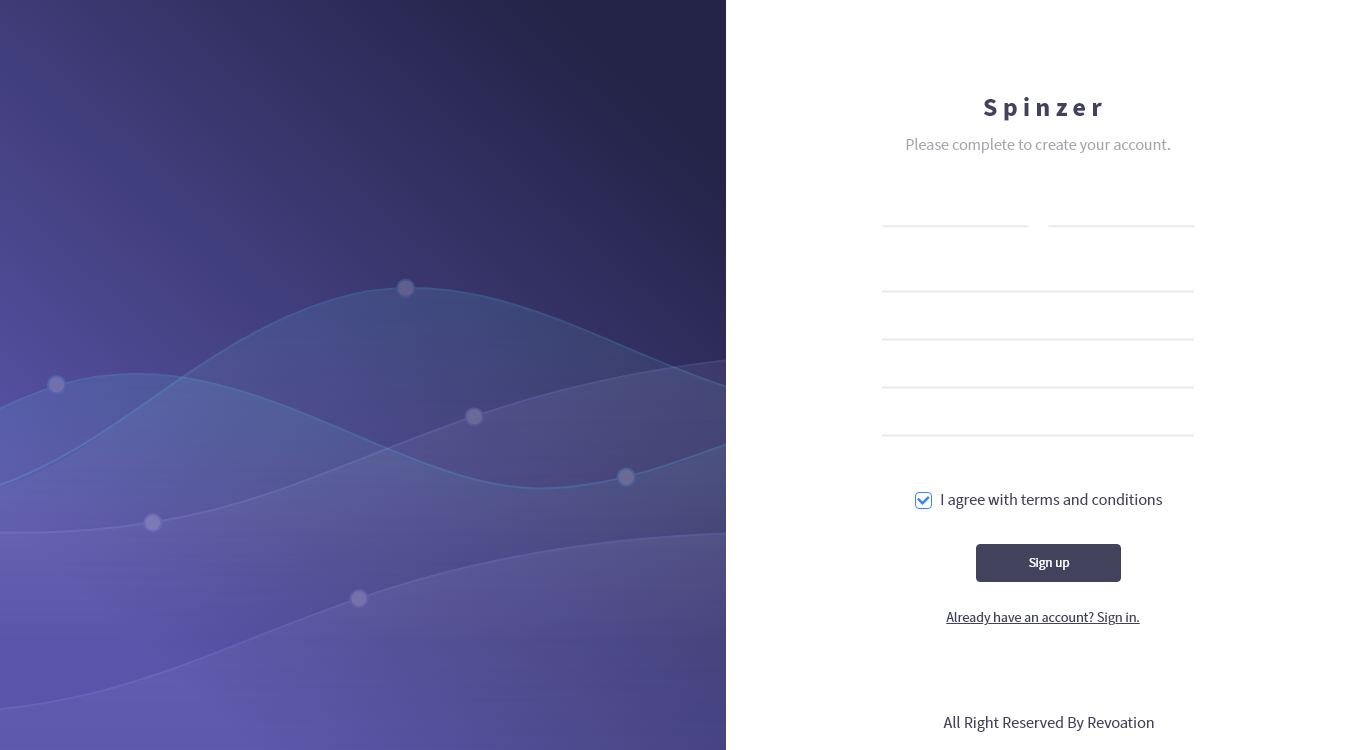 Spinzer
Please complete to create your account.
I agree with terms and conditions
Sign up
Already have an account? Sign in.
All Right Reserved By Revoation